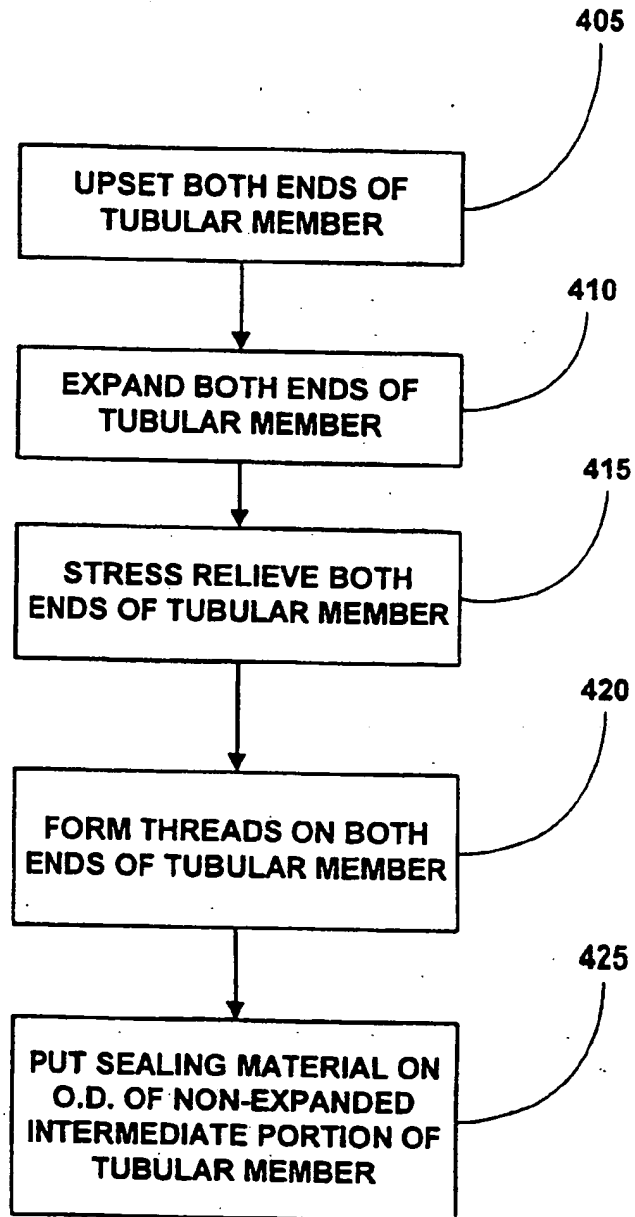 405
UPSET BOTH ENDS OF
TUBULAR MEMBER
410
EXPAND BOTH ENDS OF
TUBULAR MEMBER
415
STRESS RELIEVE BOTH
ENDS OF TUBULAR MEMBER
420
FORM THREADS ON BOTH
ENDS OF TUBULAR MEMBER
425
PUT SEALING MATERIAL ON
O.D. OF NON-EXPANDED
INTERMEDIATE PORTION OF
TUBULAR MEMBER